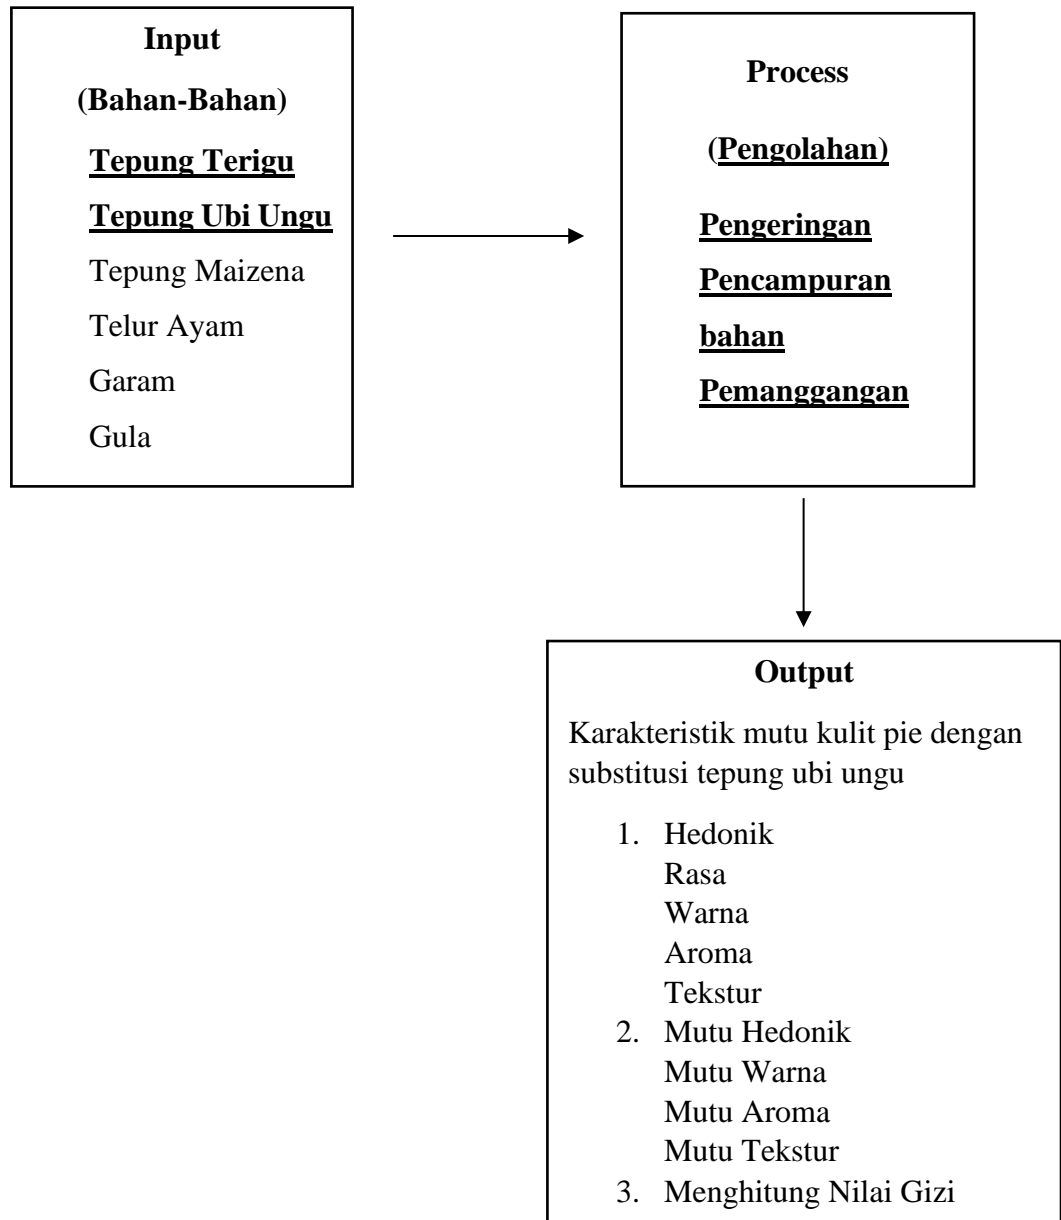 Input
(Bahan-Bahan)
Tepung Terigu
Tepung Ubi Ungu
Tepung Maizena
Telur Ayam
Garam
Gula
Process
(Pengolahan)
Pengeringan
Pencampuran
bahan
Pemanggangan
Output
Karakteristik mutu kulit pie dengan
substitusi tepung ubi ungu
1. Hedonik
Rasa
Warna
Aroma
Tekstur
2. Mutu Hedonik
Mutu Warna
Mutu Aroma
Mutu Tekstur
3. Menghitung Nilai Gizi